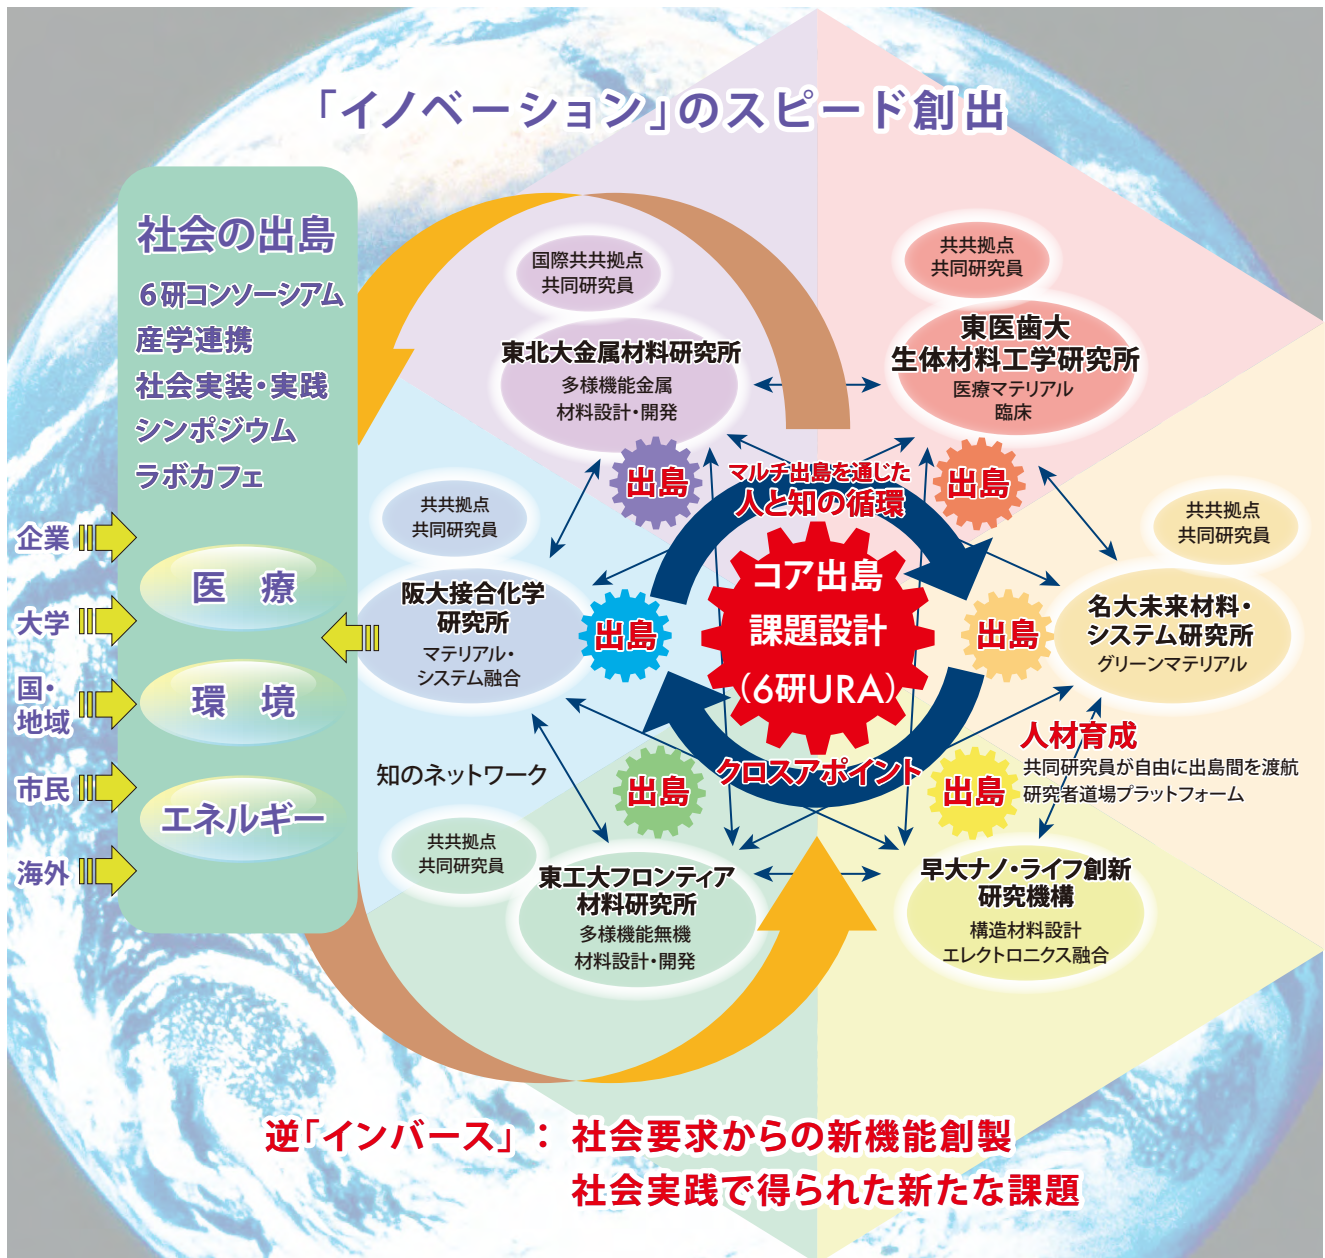 「イノベーション」のスピード創出
社会の出島
6研コンソーシアム
産学連携
社会実装・実践
シンポジウム
ラボカフェ
企業
大学
国・
地域
市民
海外
医 療
環 境
エネルギー
国際共共拠点
共同研究員
東北大金属材料研究所
多様機能金属
材料設計・開発
出島
共共拠点
共同研究員
東医歯大
生体材料工学研究所
医療マテリアル
臨床
出島
共共拠点
共同研究員
阪大接合化学
研究所
マテリアル・
システム融合
出島
マルチ出島を通じた
人と知の循環
コア出島
課題設計
（6研URA）
クロスアポイント
共共拠点
共同研究員
名大未来材料・
システム研究所
グリーンマテリアル
出島
人材育成
共同研究員が自由に出島間を渡航
研究者道場プラットフォーム
知のネットワーク
共共拠点
共同研究員
東工大フロンティア
材料研究所
多様機能無機
材料設計・開発
出島
早大ナノ・ライフ創新
研究機構
構造材料設計
エレクトロニクス融合
出島
逆「インバース」：社会要求からの新機能創製
社会実践で得られた新たな課題